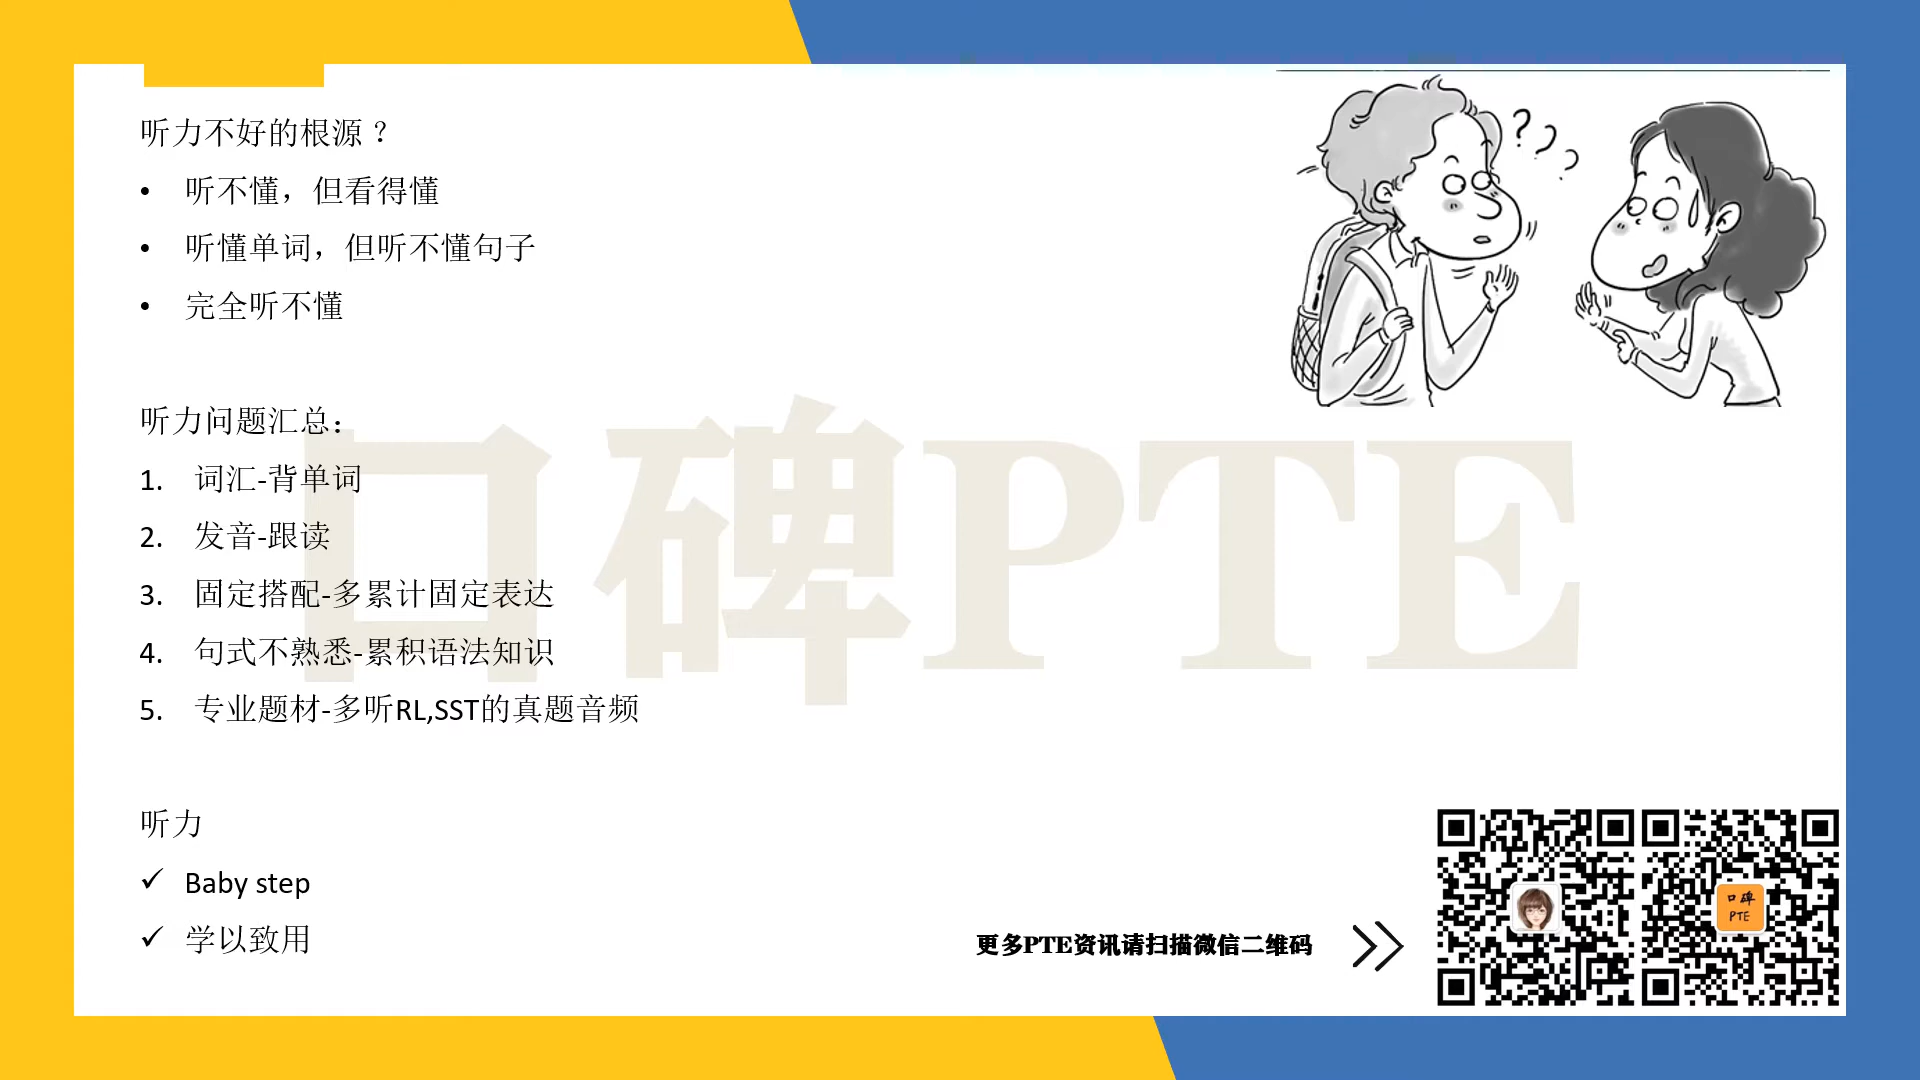 听力不好的根源？
• 听不懂，但看得懂
• 听懂单词，但听不懂句子
• 完全听不懂
???
听力问题汇总：
1. 词汇-背单词
2. 发音-跟读
3. 固定搭配-多累计固定表达
4. 句式不熟悉-累积语法知识
5. 专业题材-多听RL,SST的真题音频
口碑PTE
听力
✓ Baby step
✓ 学以致用
更多PTE资讯请扫描微信二维码
口碑
PTE